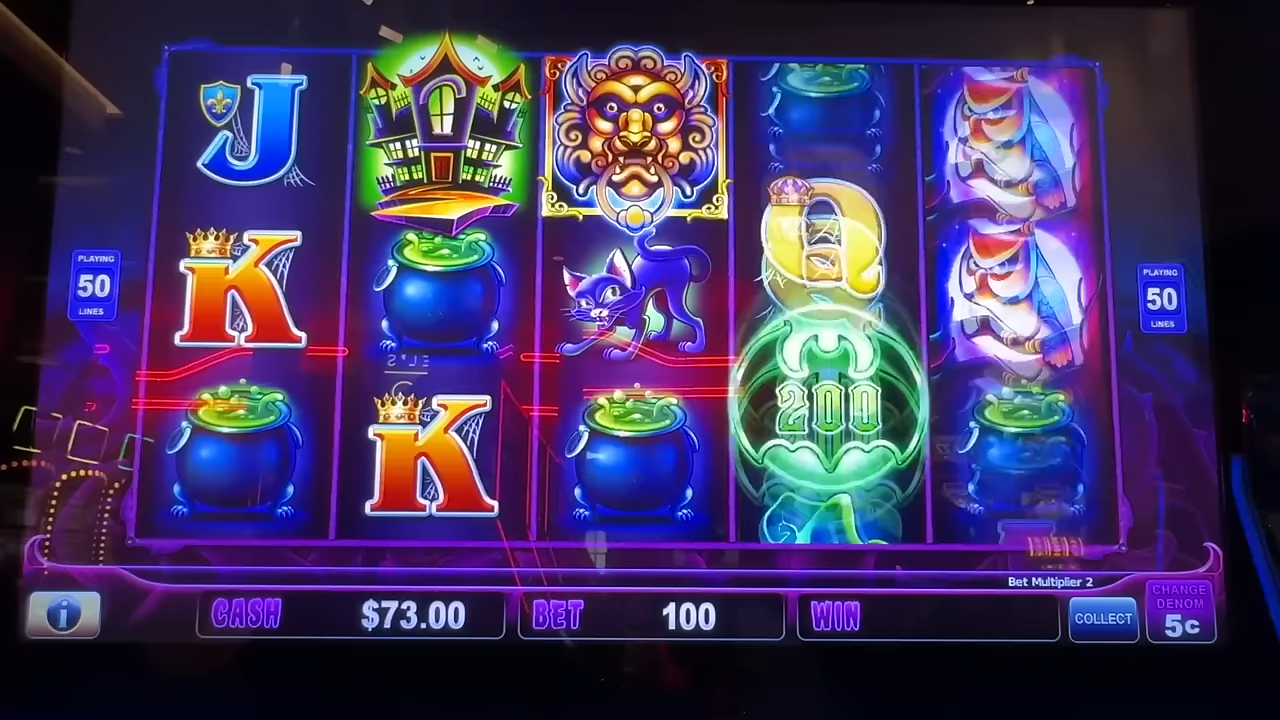 J
K
Q
PLAYING
50
LINES
PLAYING
50
LINES
K
200
Bet Multiplier 2
i
CASH $73.00
BET 100
WIN
COLLECT
CHANGE
DENOM
5c